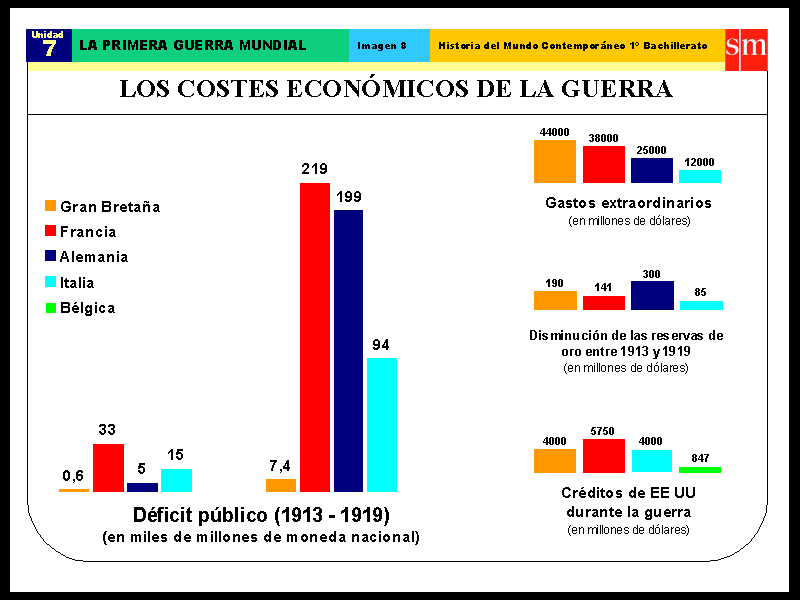 Unidad
7
LA PRIMERA GUERRA MUNDIAL
Imagen 8
Historia del Mundo Contemporáneo 1º Bachillerato
sm
LOS COSTES ECONÓMICOS DE LA GUERRA
Gran Bretaña
Francia
Alemania
Italia
Bélgica
0,6
33
5
15
7,4
219
199
94
Déficit público (1913 - 1919)
(en miles de millones de moneda nacional)
44000
38000
25000
12000
Gastos extraordinarios
(en millones de dólares)
190
141
300
85
Disminución de las reservas de
oro entre 1913 y 1919
(en millones de dólares)
4000
5750
4000
847
Créditos de EE UU
durante la guerra
(en millones de dólares)